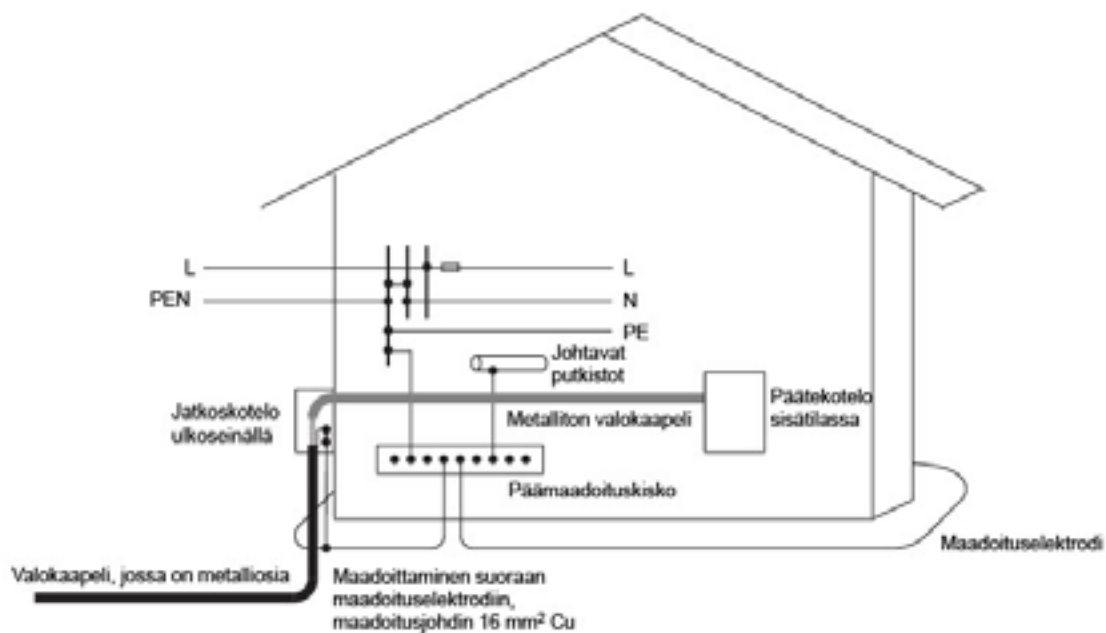 L
L
PEN
N
PE
Johtavat
putkistot
Jatkoskotelo
ulkoseinällä
Metalliton valokaapeli
Päätekotelo
sisätilassa
Päämaadoituskisko
Maadoituselektrodi
Valokaapeli, jossa on metalliosia
Maadoittaminen suoraan
maadoituselektrodiin,
maadoitusjohdin 16 mm² Cu